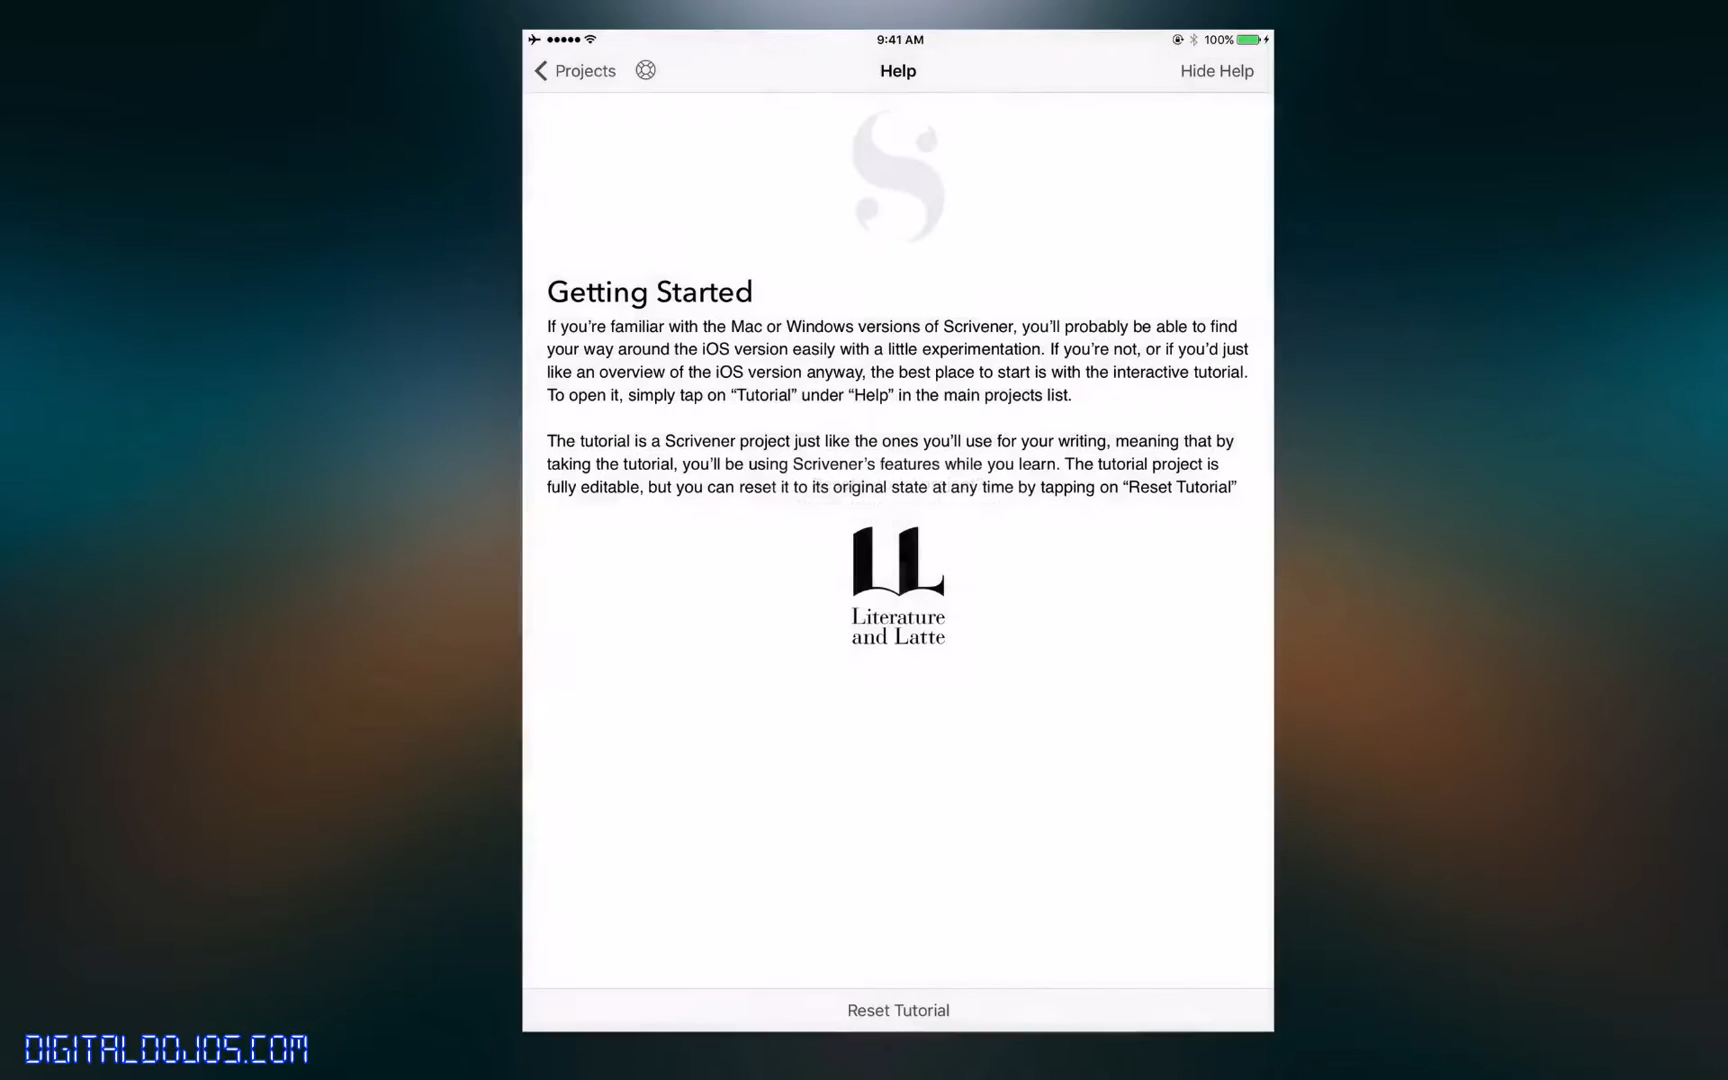 9:41 AM
100%
Projects
Help
Hide Help
S
Getting Started
If you’re familiar with the Mac or Windows versions of Scrivener, you’ll probably be able to find
your way around the iOS version easily with a little experimentation. If you’re not, or if you’d just
like an overview of the iOS version anyway, the best place to start is with the interactive tutorial.
To open it, simply tap on “Tutorial” under “Help” in the main projects list.
The tutorial is a Scrivener project just like the ones you’ll use for your writing, meaning that by
taking the tutorial, you’ll be using Scrivener’s features while you learn. The tutorial project is
fully editable, but you can reset it to its original state at any time by tapping on “Reset Tutorial”
LL
Literature
and Latte
Reset Tutorial
DIGITALDOJOS.COM